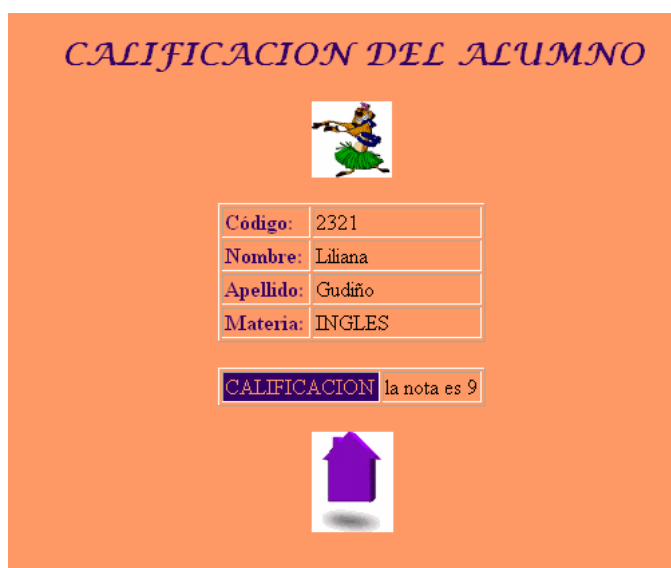 CALIFICACION DEL ALUMNO
Código: 2321
Nombre: Liliana
Apellido: Gudiño
Materia: INGLES
CALIFICACION la nota es 9